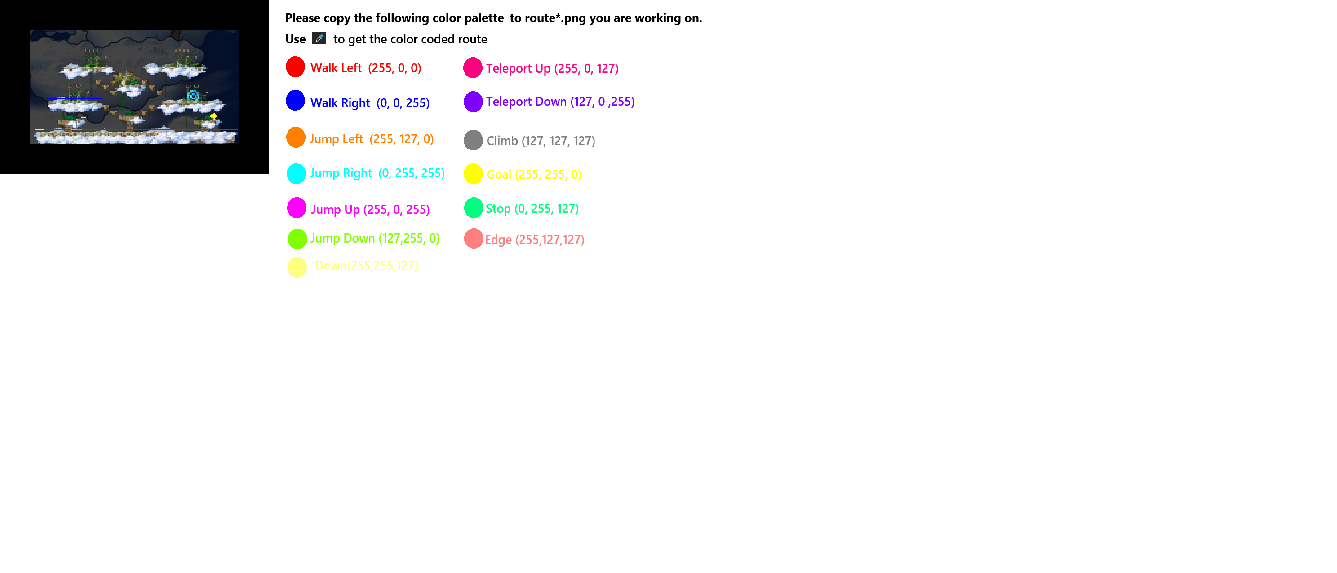 Please copy the following color palette to route*.png you are working on.
Use to get the color coded route
Walk Left (255, 0, 0)
Teleport Up (255, 0, 127)
Walk Right (0, 0, 255)
Teleport Down (127, 0 ,255)
Jump Left (255, 127, 0)
Climb (127, 127, 127)
Jump Right (0, 255, 255)
Goal (255, 255, 0)
Jump Up (255, 0, 255)
Stop (0, 255, 127)
Jump Down (127,255, 0)
Edge (255,127,127)
Down(255,255,127)